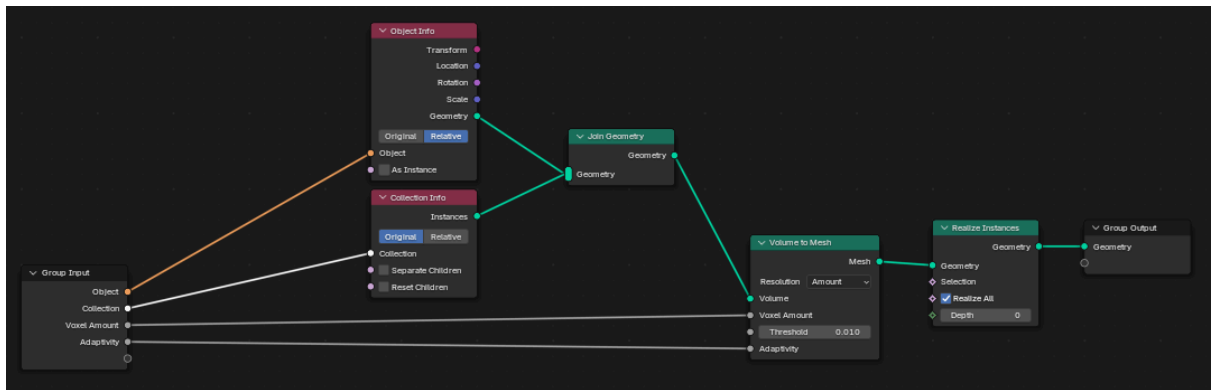 Object Info
Transform
Location
Rotation
Scale
Geometry
Original Relative
Object
As Instance
Collection Info
Instances
Original Relative
Collection
Separate Children
Reset Children
Group Input
Object
Collection
Voxel Amount
Adaptivity
Join Geometry
Geometry
Geometry
Volume to Mesh
Mesh
Resolution Amount
Volume
Voxel Amount
Threshold 0.010
Adaptivity
Realize Instances
Geometry
Geometry
Selection
Realize All
Depth 0
Group Output
Geometry